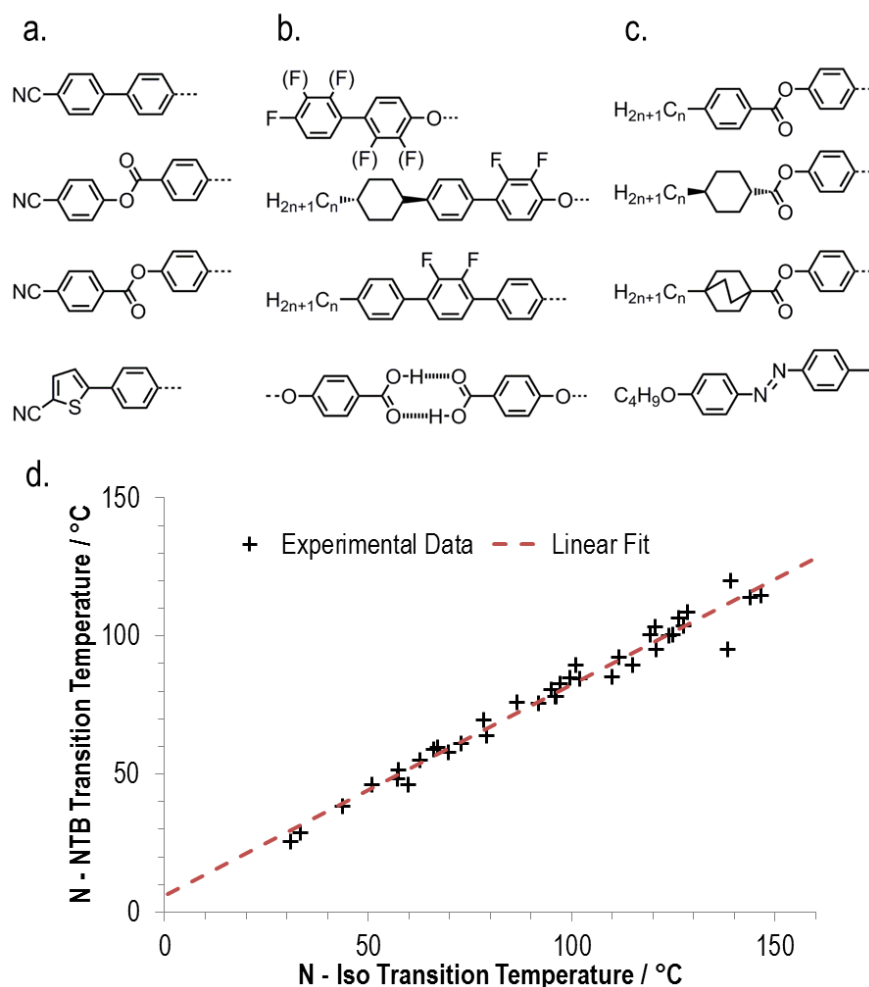 a.
b.
c.
NC
O
NC
O
NC
O
O
NC
S
(F) (F)
F
O
(F) (F)
F F
H2n+1Cn
O
F F
H2n+1Cn
O
O-H
O
O
O
H-O
H2n+1Cn
O
O
H2n+1Cn
O
O
H2n+1Cn
O
O
C4H9O
N
N
d.
150
Experimental Data
Linear Fit
100
50
0
0 50 100 150
N - NTB Transition Temperature / °C
N - Iso Transition Temperature / °C